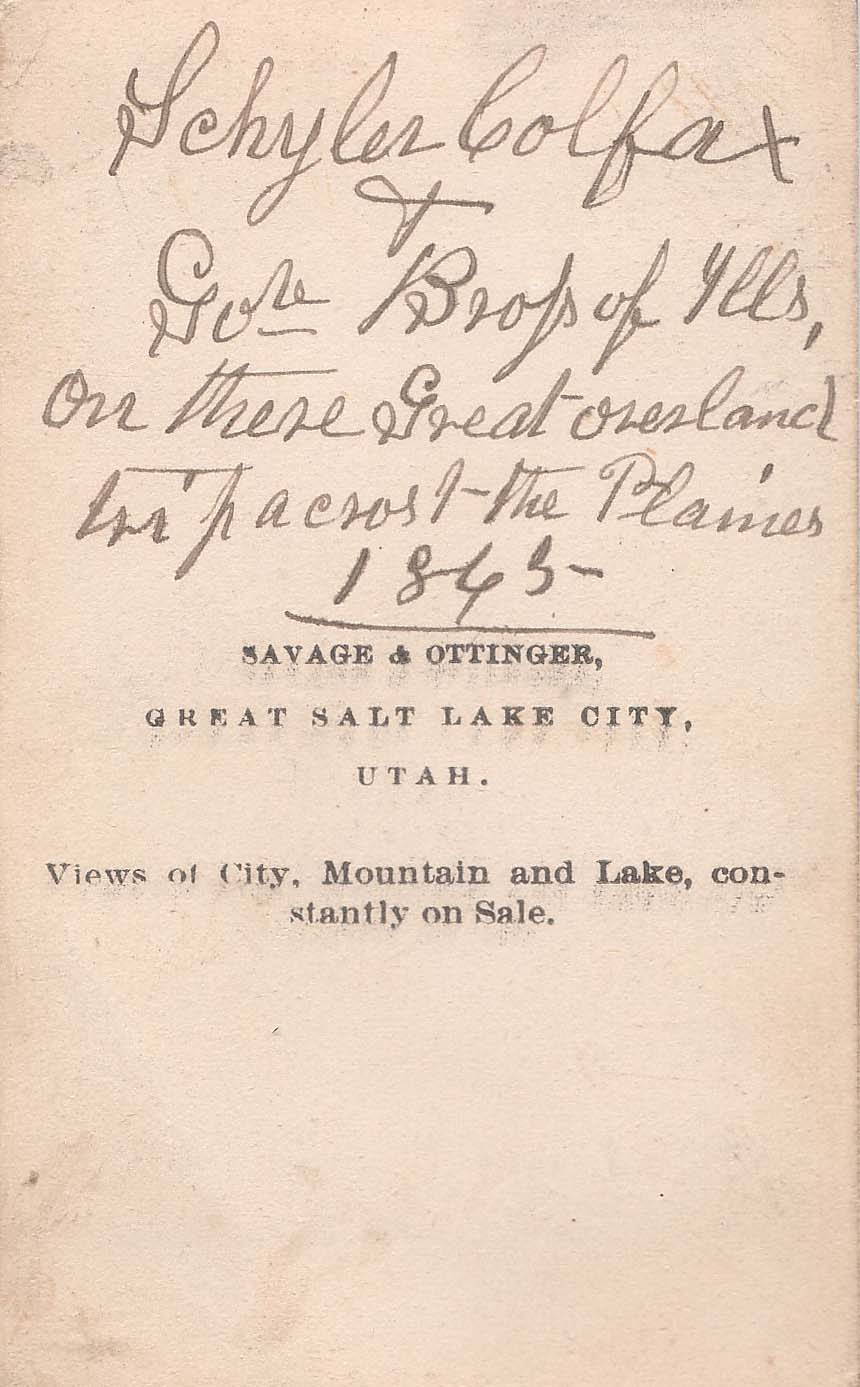 Schyler Colfax
&
Gov Bross of Ills,
On there Great overland
trip acrost the Plaines
1865
SAVAGE & OTTINGER,
GREAT SALT LAKE CITY,
UTAH.
Views of City, Mountain and Lake, con-
stantly on Sale.